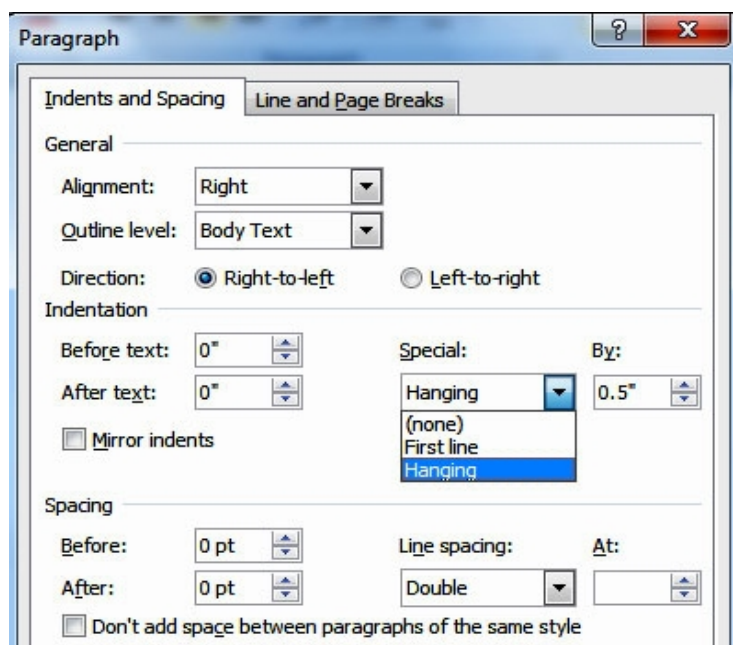 Paragraph
Indents and Spacing
Line and Page Breaks
General
Alignment: Right
Outline level: Body Text
Direction: Right-to-left Left-to-right
Indentation
Before text: 0" Special: By:
After text: 0" Hanging 0.5"
(none)
Mirror indents First line
Hanging
Spacing
Before: 0 pt Line spacing: At:
After: 0 pt Double
Don't add space between paragraphs of the same style